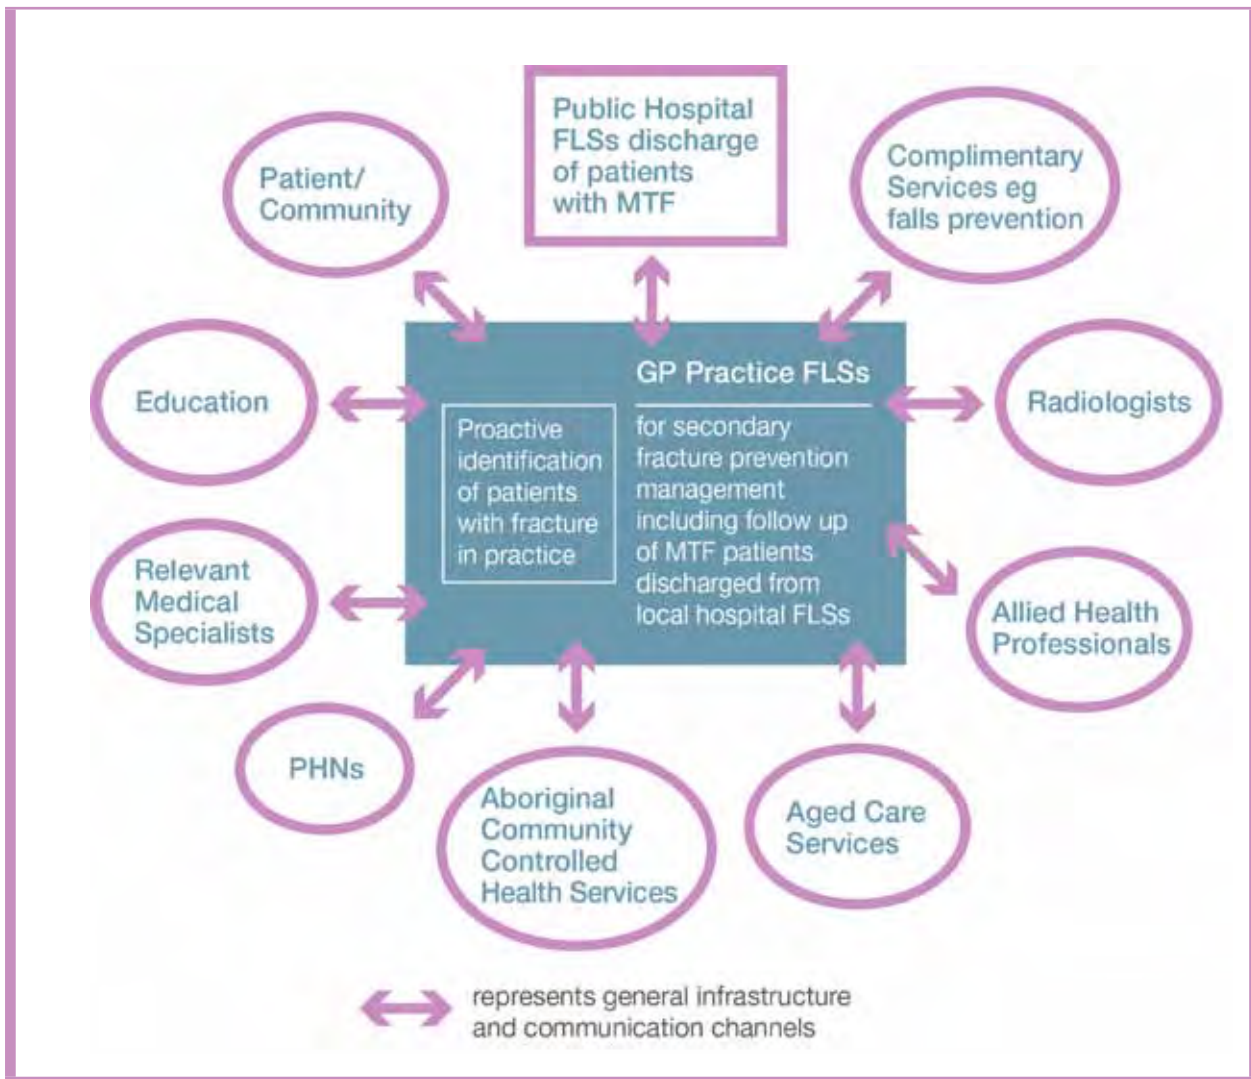 Public Hospital
FLSs discharge
of patients
with MTF
Patient/
Community
Complimentary
Services eg
falls prevention
Education
GP Practice FLSs
for secondary
fracture prevention
management
including follow up
of MTF patients
discharged from
local hospital FLSs
Proactive
identification
of patients
with fracture
in practice
Radiologists
Relevant
Medical
Specialists
Allied Health
Professionals
PHNs
Aboriginal
Community
Controlled
Health Services
Aged Care
Services
represents general infrastructure
and communication channels